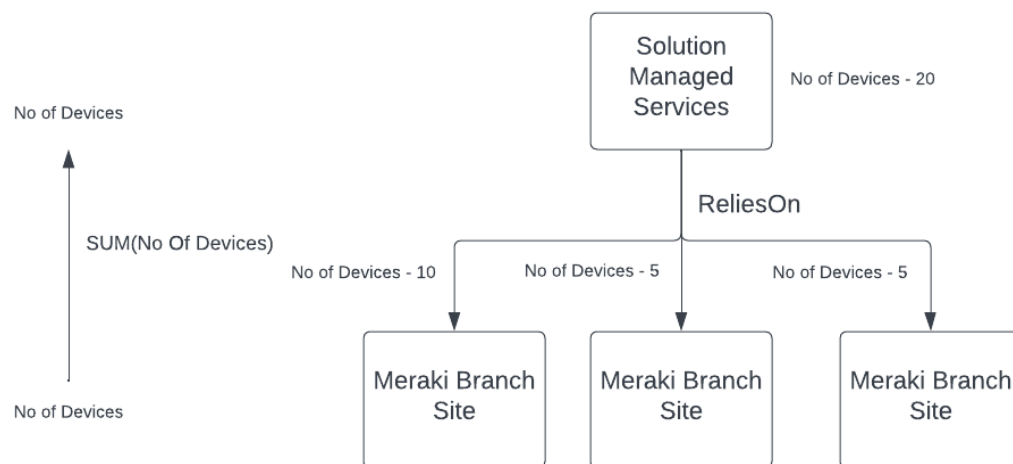 Solution
Managed
Services
No of Devices - 20
No of Devices
ReliesOn
SUM(No Of Devices)
No of Devices - 10
No of Devices - 5
No of Devices - 5
Meraki Branch
Site
Meraki Branch
Site
Meraki Branch
Site
No of Devices